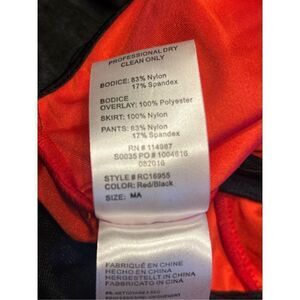 PROFESSIONAL DRY
CLEAN ONLY
BODICE: 83% Nylon
17% Spandex
BODICE
OVERLAY: 100% Polyester
SKIRT: 100% Nylon
PANTS: 83% Nylon
17% Spandex
RN # 114987
S0035 PO # 1004616
082016
STYLE # RC16955
COLOR: Red/Black
SIZE: MA
FABRIQUÉ EN CHINE
HECHO EN CHINA
HERGESTELLT IN CHINA
FABBRICATO IN CINA